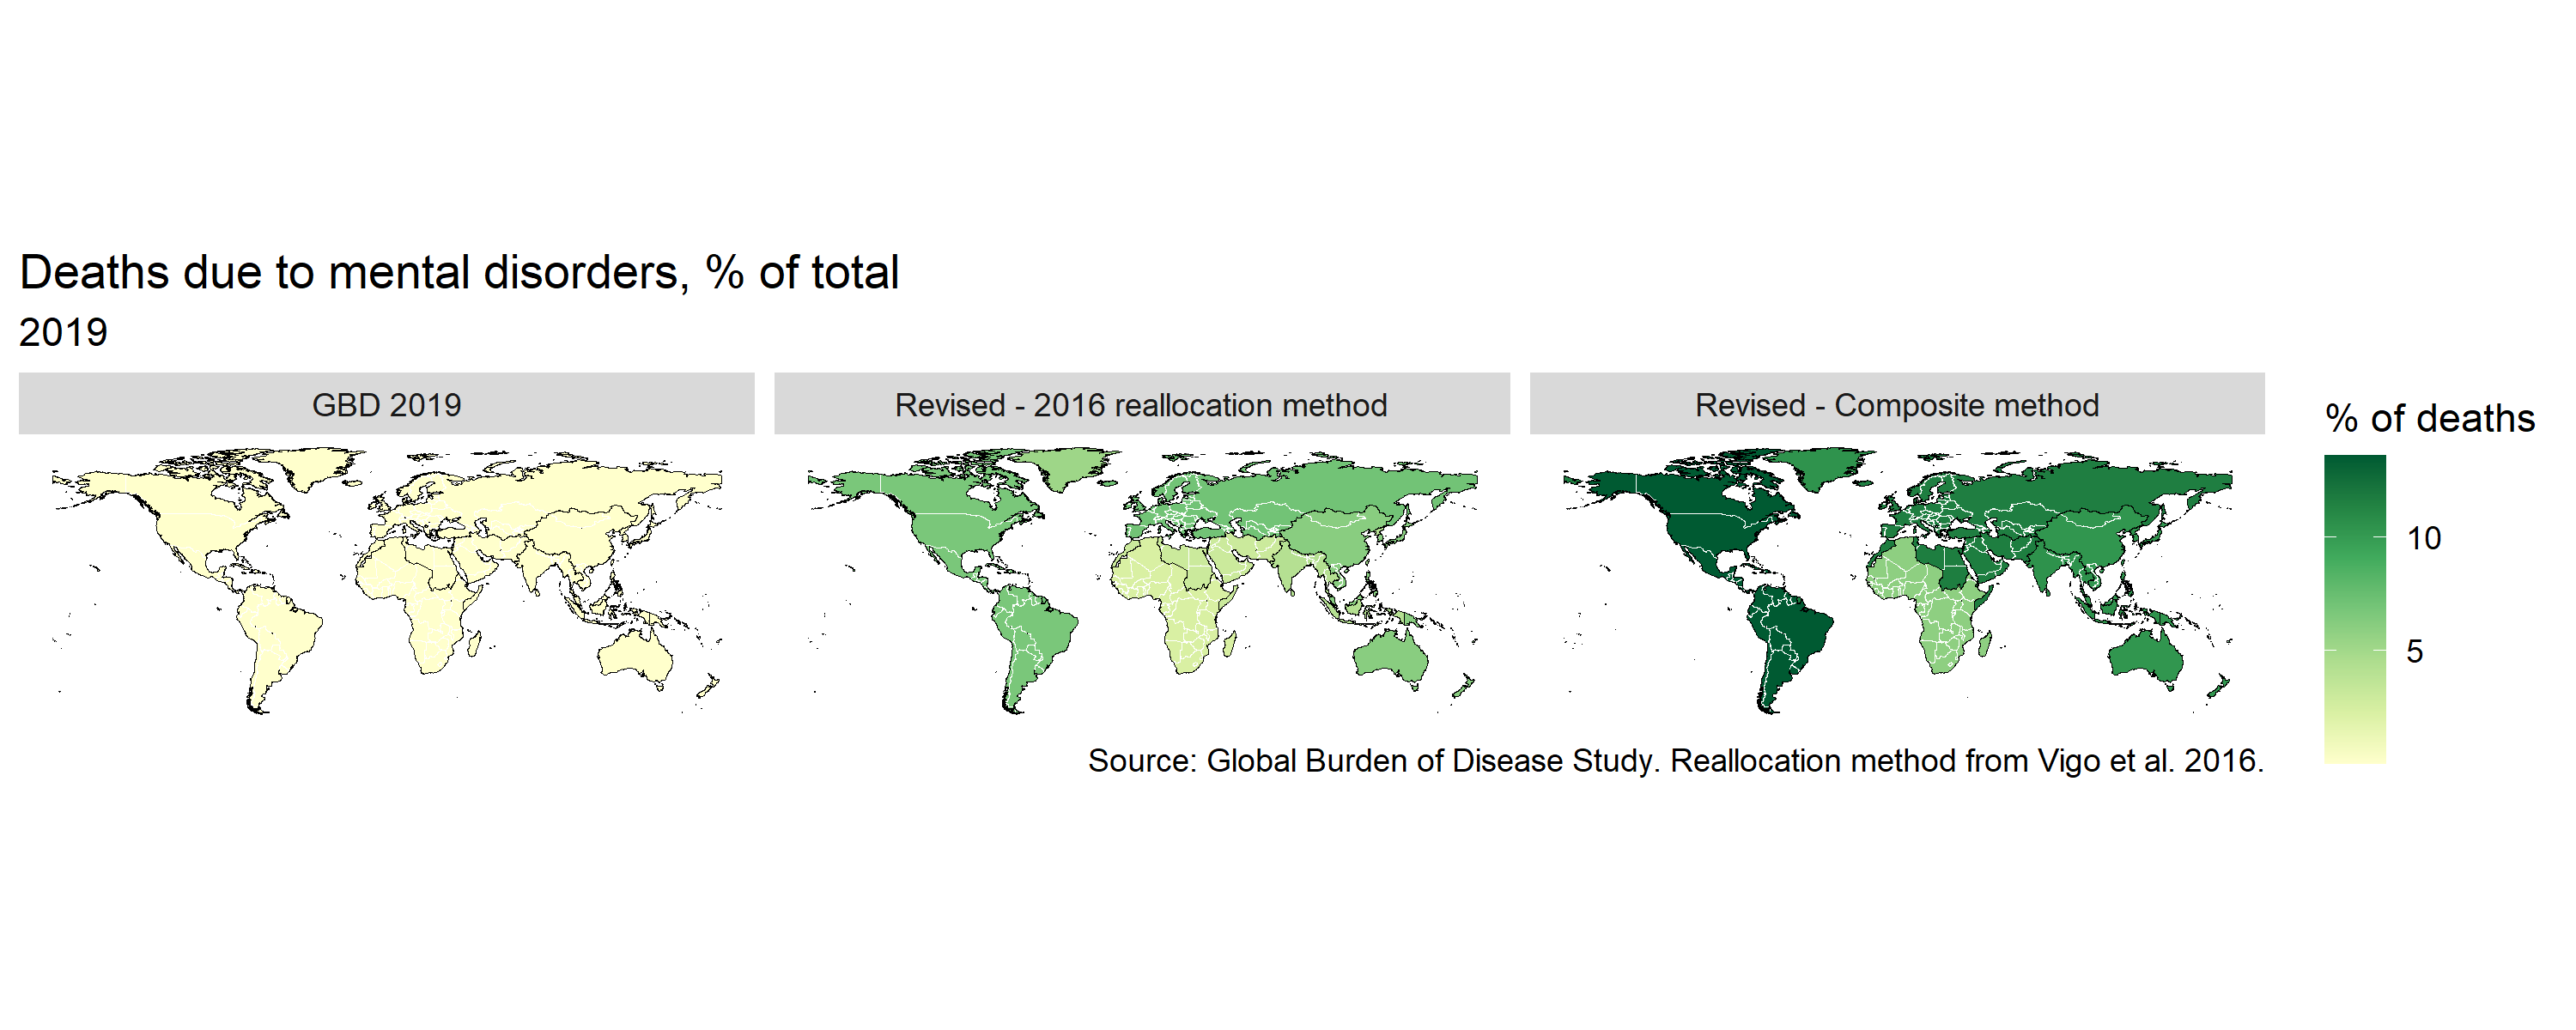 Deaths due to mental disorders, % of total
2019
GBD 2019
Revised - 2016 reallocation method
Revised - Composite method
% of deaths
10
5
Source: Global Burden of Disease Study. Reallocation method from Vigo et al. 2016.